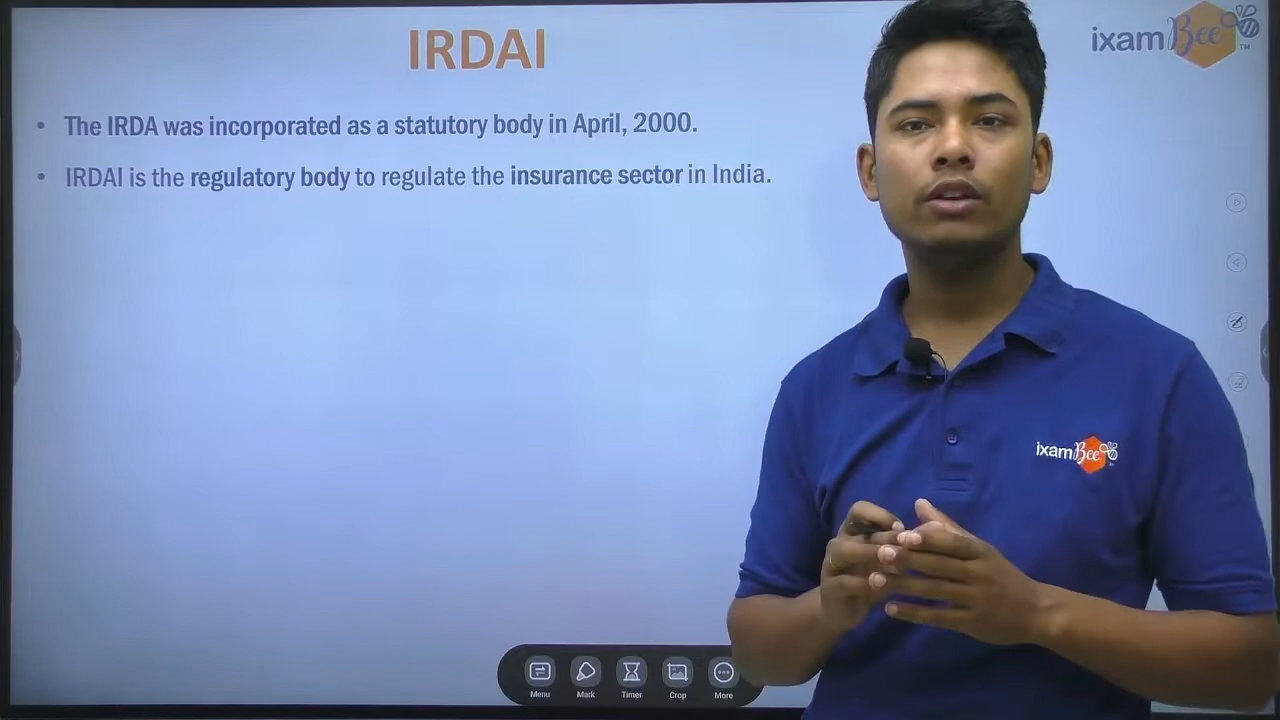 IRDAI
ixamBee™
• The IRDA was incorporated as a statutory body in April, 2000.
• IRDAI is the regulatory body to regulate the insurance sector in India.
ixamBee
Menu Mark Timer Crop More